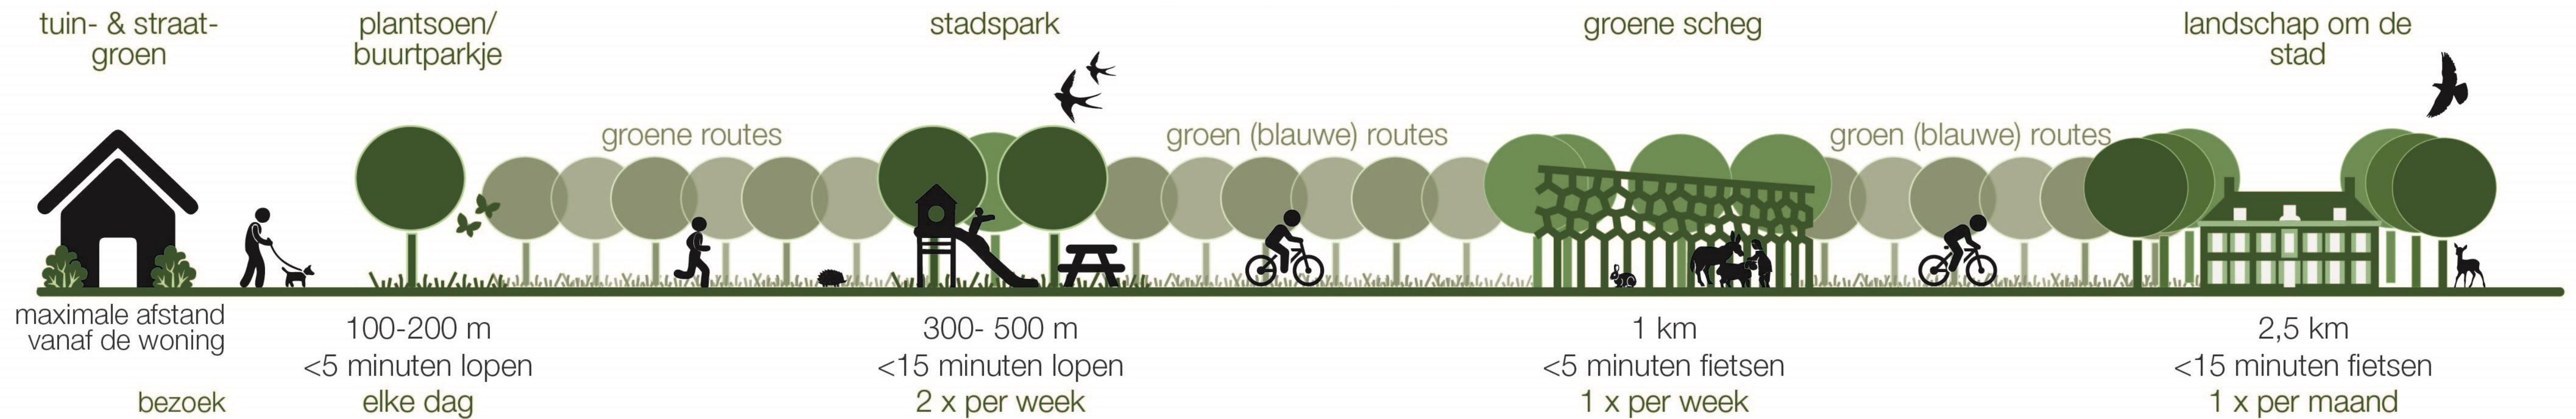 tuin- & straat-
groen
plantsoen/
buurtparkje
stadspark
groene scheg
landschap om de
stad
groene routes
groen (blauwe) routes
groen (blauwe) routes
maximale afstand
vanaf de woning
100-200 m
300- 500 m
1 km
2,5 km
<5 minuten lopen
<15 minuten lopen
<5 minuten fietsen
<15 minuten fietsen
bezoek
elke dag
2 x per week
1 x per week
1 x per maand